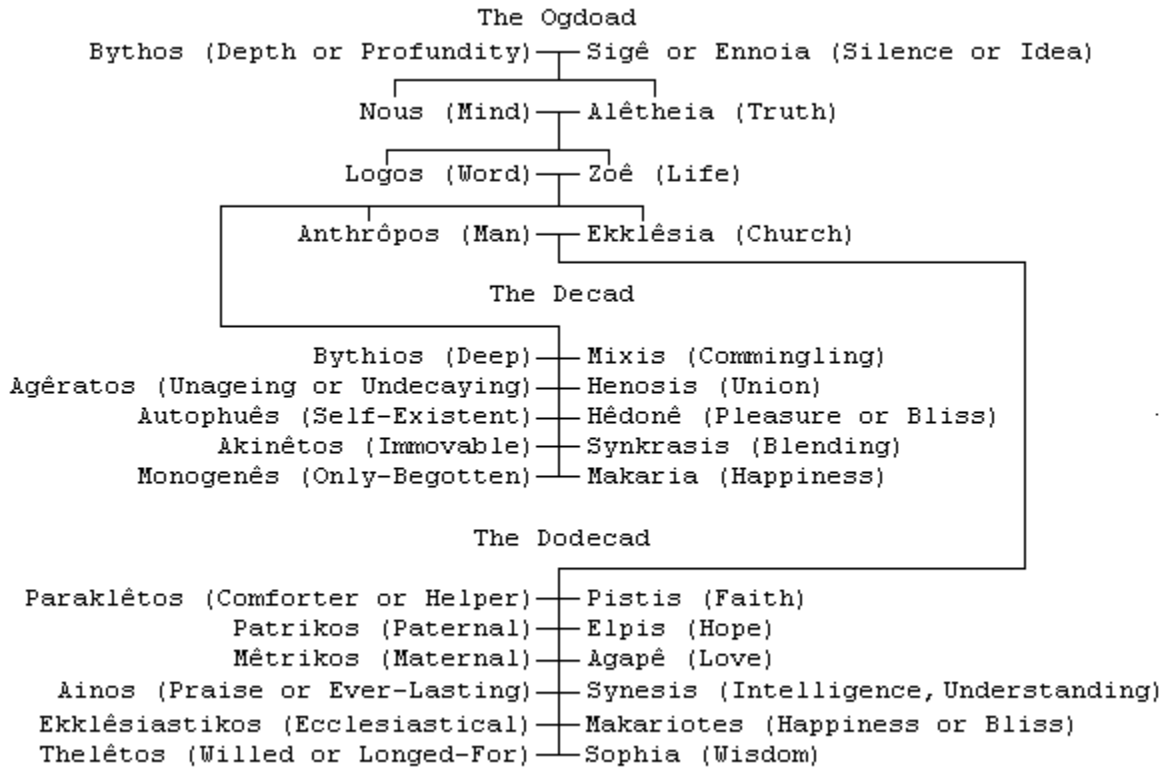 The Ogdoad
Bythos (Depth or Profundity) Sigê or Ennoia (Silence or Idea)
Nous (Mind) Alêtheia (Truth)
Logos (Word) Zoê (Life)
Anthrôpos (Man) Ekklêsia (Church)
The Decad
Bythios (Deep) Mixis (Commingling)
Agêratos (Unageing or Undecaying) Henosis (Union)
Autophuês (Self-Existent) Hêdonê (Pleasure or Bliss)
Akinêtos (Immovable) Synkrasis (Blending)
Monogenês (Only-Begotten) Makaria (Happiness)
The Dodecad
Paraklêtos (Comforter or Helper) Pistis (Faith)
Patrikos (Paternal) Elpis (Hope)
Mêtrikos (Maternal) Agapê (Love)
Ainos (Praise or Ever-Lasting) Synesis (Intelligence, Understanding)
Ekklêsiastikos (Ecclesiastical) Makariotes (Happiness or Bliss)
Thelêtos (Willed or Longed-For) Sophia (Wisdom)